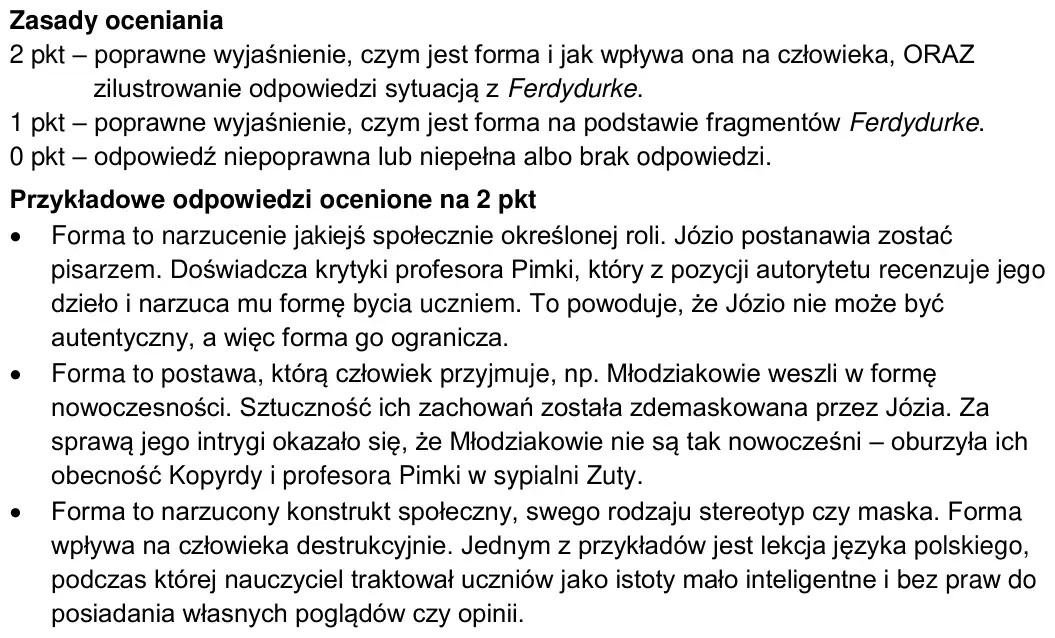 Zasady oceniania
2 pkt – poprawne wyjaśnienie, czym jest forma i jak wpływa ona na człowieka, ORAZ
zilustrowanie odpowiedzi sytuacją z Ferdydurke.
1 pkt – poprawne wyjaśnienie, czym jest forma na podstawie fragmentów Ferdydurke.
0 pkt – odpowiedź niepoprawna lub niepełna albo brak odpowiedzi.
Przykładowe odpowiedzi ocenione na 2 pkt
• Forma to narzucenie jakiejś społecznie określonej roli. Józio postanawia zostać
pisarzem. Doświadcza krytyki profesora Pimki, który z pozycji autorytetu recenzuje jego
dzieło i narzuca mu formę bycia uczniem. To powoduje, że Józio nie może być
autentyczny, a więc forma go ogranicza.
• Forma to postawa, którą człowiek przyjmuje, np. Młodziakowie weszli w formę
nowoczesności. Sztuczność ich zachowań została zdemaskowana przez Józia. Za
sprawą jego intrygi okazało się, że Młodziakowie nie są tak nowocześni – oburzyła ich
obecność Kopyrdy i profesora Pimki w sypialni Zuty.
• Forma to narzucony konstrukt społeczny, swego rodzaju stereotyp czy maska. Forma
wpływa na człowieka destrukcyjnie. Jednym z przykładów jest lekcja języka polskiego,
podczas której nauczyciel traktował uczniów jako istoty mało inteligentne i bez praw do
posiadania własnych poglądów czy opinii.